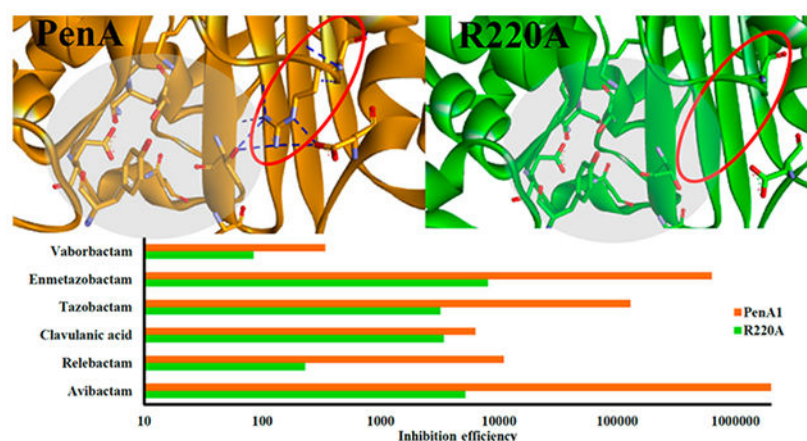 PenA
R220A
Vaborbactam
Enmetazobactam
Tazobactam
Clavulanic acid
Relebactam
Avibactam
PenA1
R220A
10
100
1000
10000
100000
1000000
Inhibition efficiency